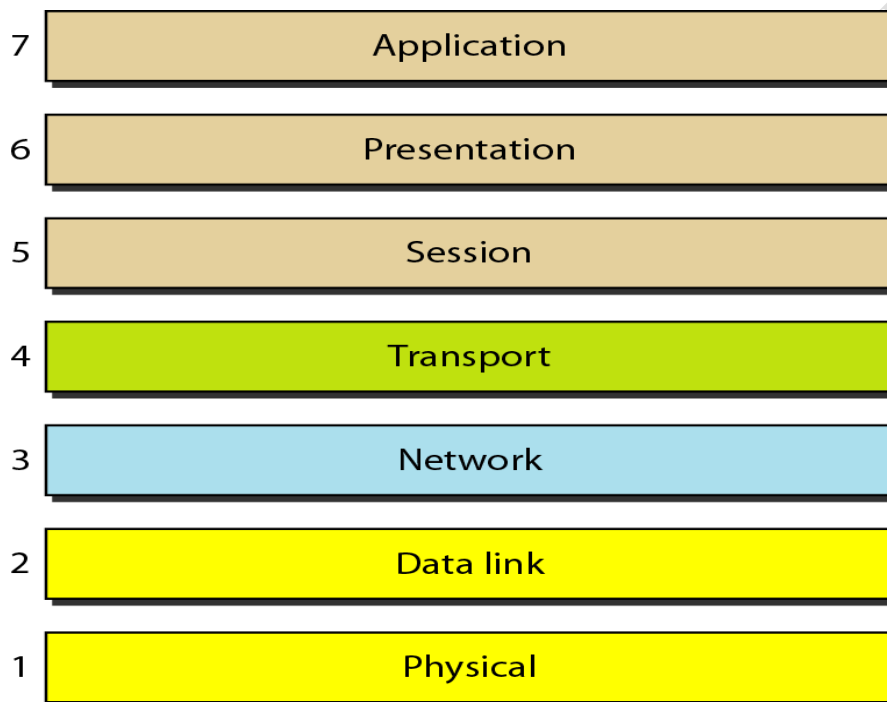 7 Application
6 Presentation
5 Session
4 Transport
3 Network
2 Data link
1 Physical